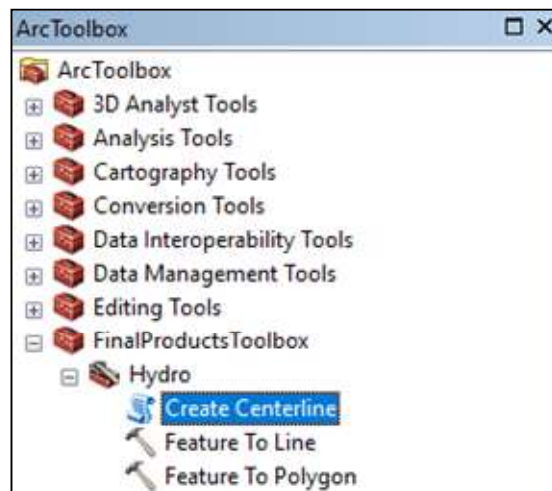 ArcToolbox
ArcToolbox
3D Analyst Tools
Analysis Tools
Cartography Tools
Conversion Tools
Data Interoperability Tools
Data Management Tools
Editing Tools
FinalProductsToolbox
Hydro
Create Centerline
Feature To Line
Feature To Polygon